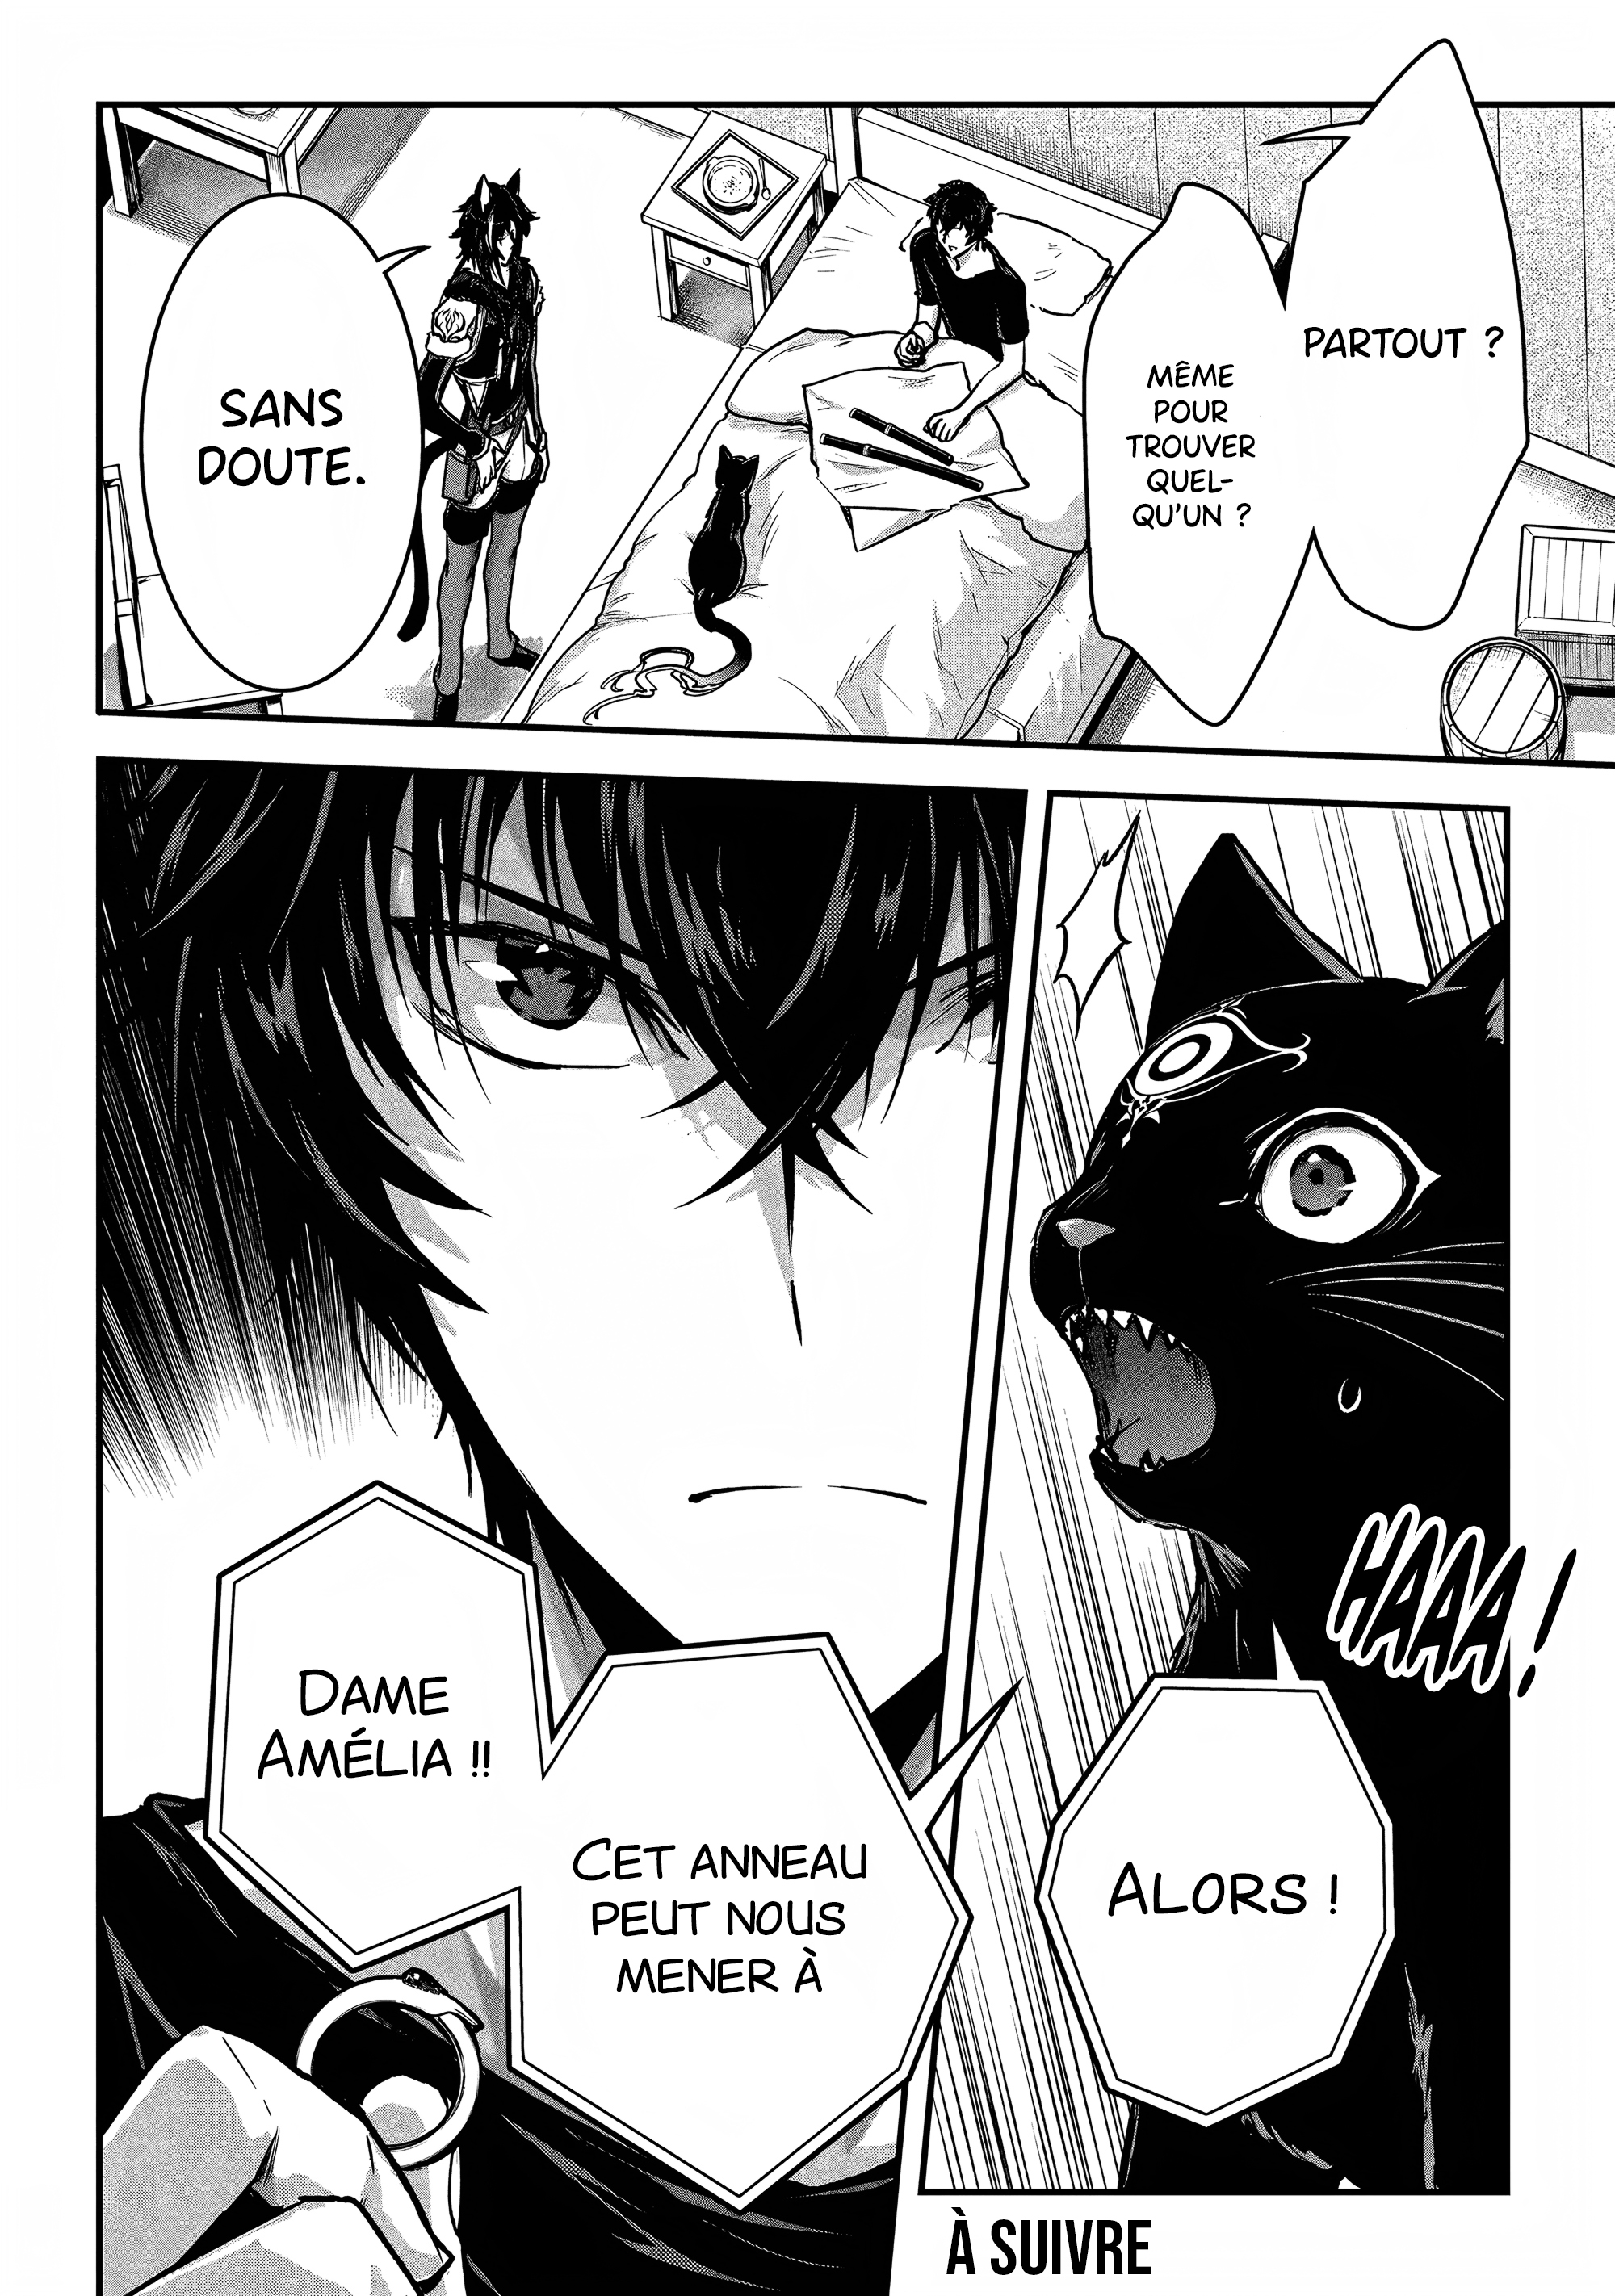 PARTOUT ?
MÊME
POUR
TROUVER
QUEL-
QU'UN ?
SANS
DOUTE.
HAAA !
ALORS !
CET ANNEAU
PEUT NOUS
MENER À
DAME
AMÉLIA !!
À SUIVRE